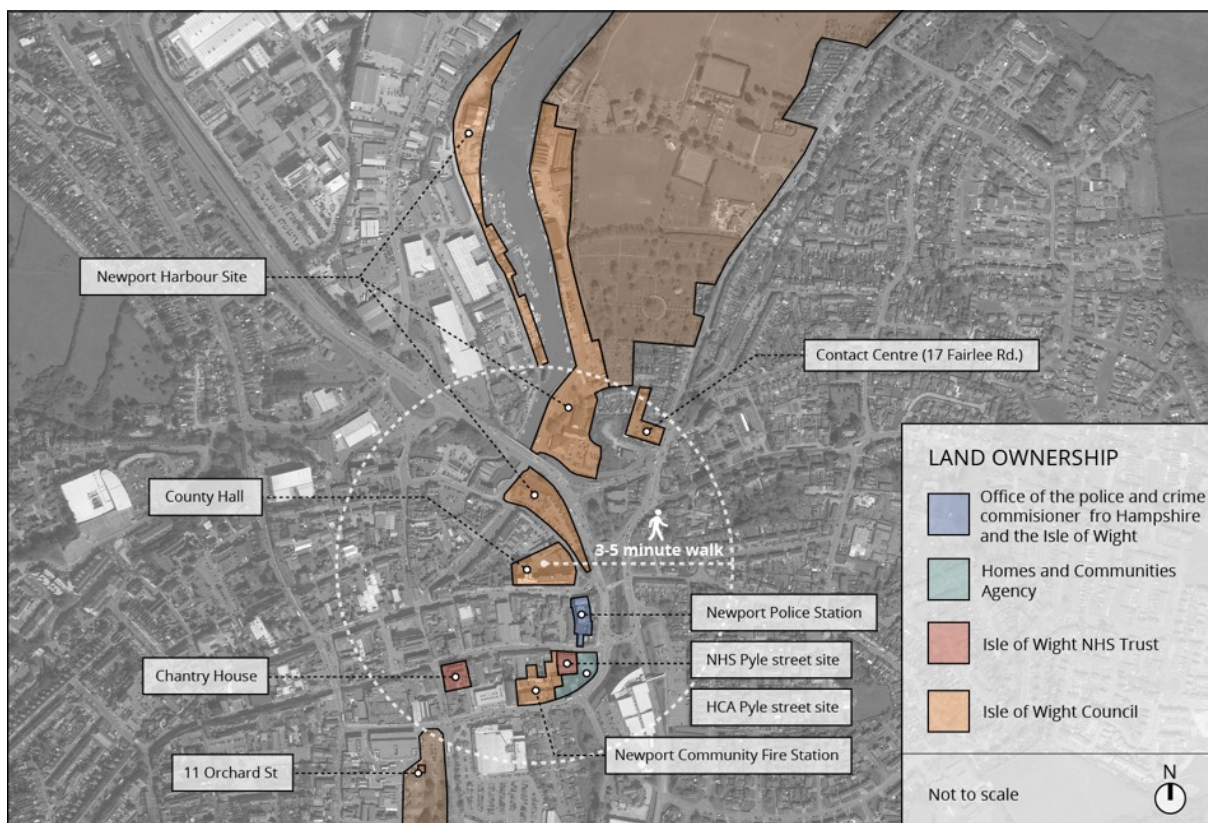 Newport Harbour Site
Contact Centre (17 Fairlee Rd.)
County Hall
3-5 minute walk
Newport Police Station
NHS Pyle street site
Chantry House
HCA Pyle street site
Newport Community Fire Station
11 Orchard St
LAND OWNERSHIP
Office of the police and crime
commisioner fro Hampshire
and the Isle of Wight
Homes and Communities
Agency
Isle of Wight NHS Trust
Isle of Wight Council
Not to scale
N